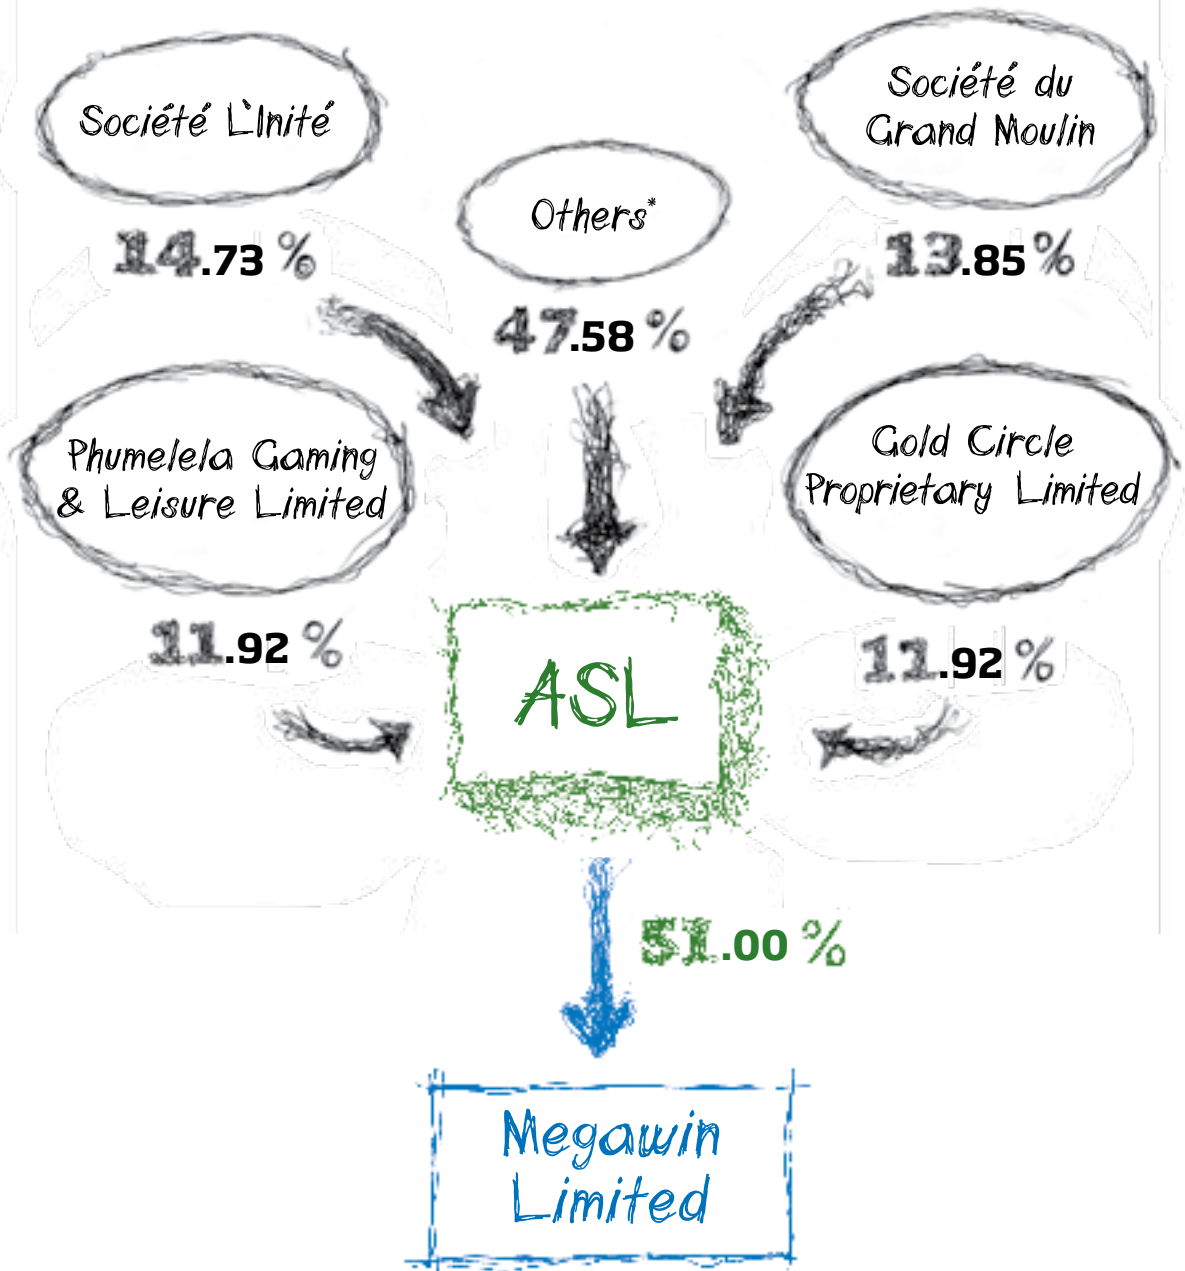 Société L'Inité
14.73 %
Société du
Grand Moulin
13.85 %
Others*
47.58 %
Phumelela Gaming
& Leisure Limited
11.92 %
Gold Circle
Proprietary Limited
11.92 %
ASL
51.00 %
Megawin
Limited